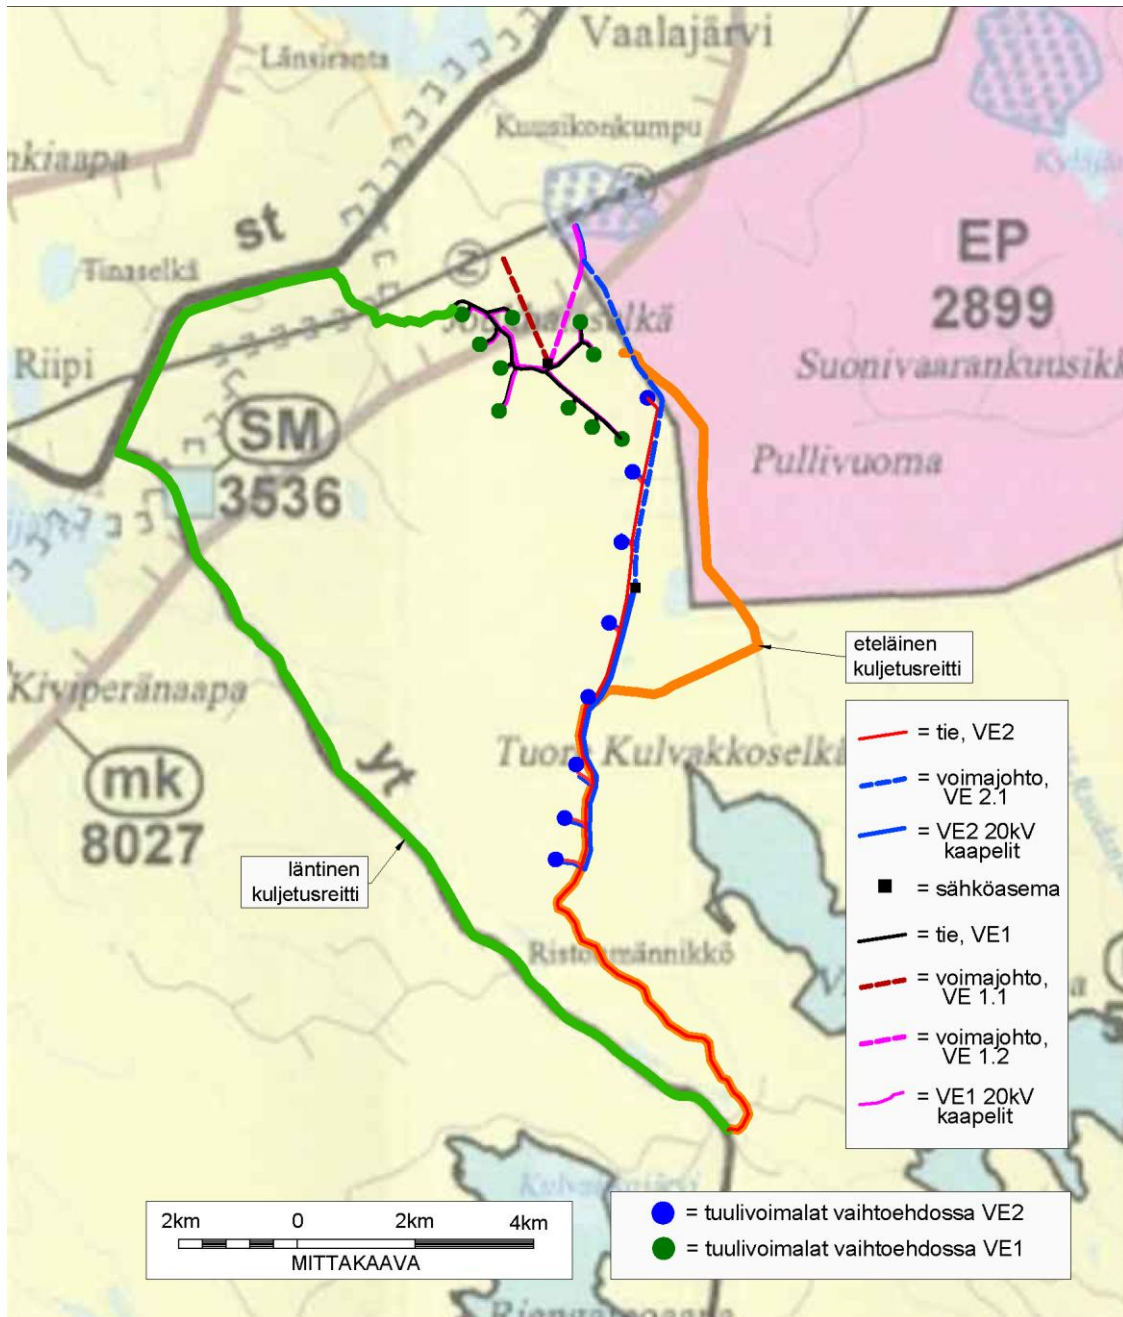 Vaalajärvi
Länsiranta
Kuusikonkumpu
nkiaapa
st
EP
2899
Tinaselkä
Riipi
Suonivaarankuusikk
SM
3536
Pullivuoma
eteläinen
kuljetusreitti
Kiviperänaapa
yt
mk
8027
läntinen
kuljetusreitti
= tie, VE2
= voimajohto,
VE 2.1
= VE2 20kV
kaapelit
= sähköasema
= tie, VE1
= voimajohto,
VE 1.1
= voimajohto,
VE 1.2
= VE1 20kV
kaapelit
2km 0 2km 4km
MITTAKAAVA
= tuulivoimalat vaihtoehdossa VE2
= tuulivoimalat vaihtoehdossa VE1